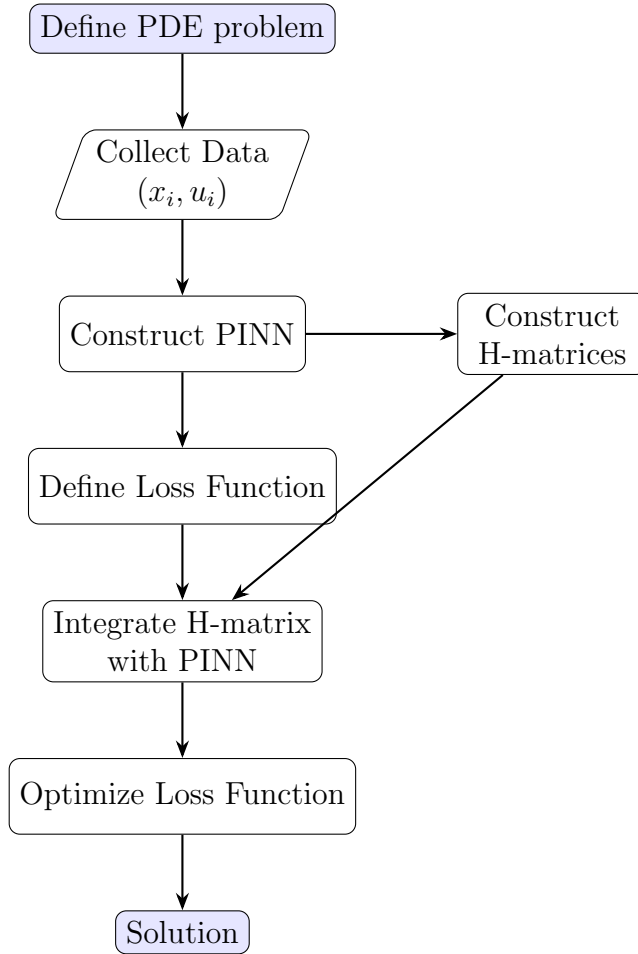 Define PDE problem
Collect Data
(x_i, u_i)
Construct PINN
Construct
H-matrices
Define Loss Function
Integrate H-matrix
with PINN
Optimize Loss Function
Solution